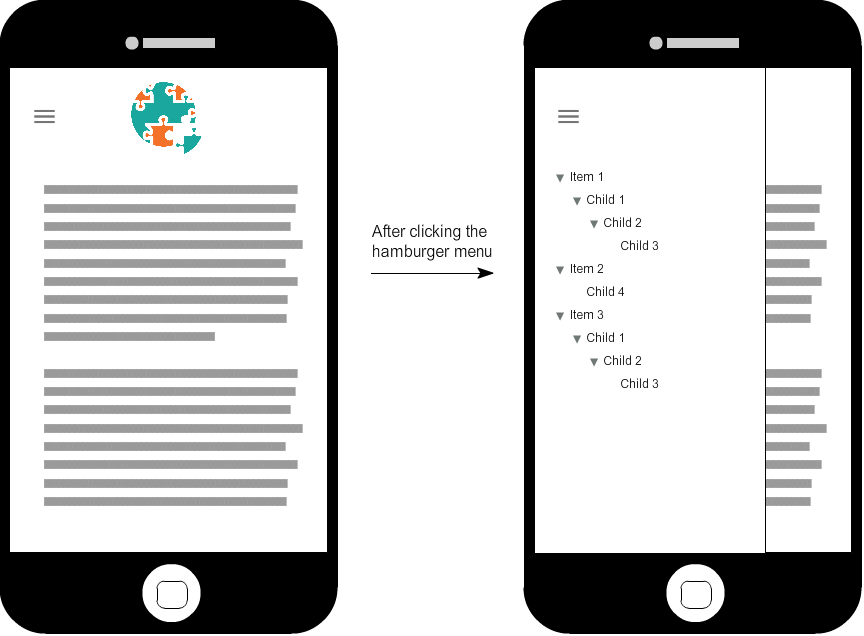 After clicking the
hamburger menu
Item 1
Child 1
Child 2
Child 3
Item 2
Child 4
Item 3
Child 1
Child 2
Child 3